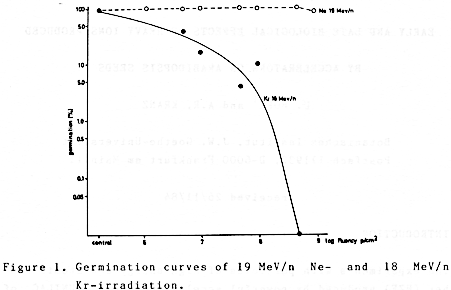 100
50
10
5.0
1.0
0.5
0.1
0.05
germination [%]
Ne 19 MeV/n
Kr 18 MeV/n
control 6 7 8 9 log fluency p/cm²
Figure 1. Germination curves of 19 MeV/n Ne- and 18 MeV/n
Kr-irradiation.